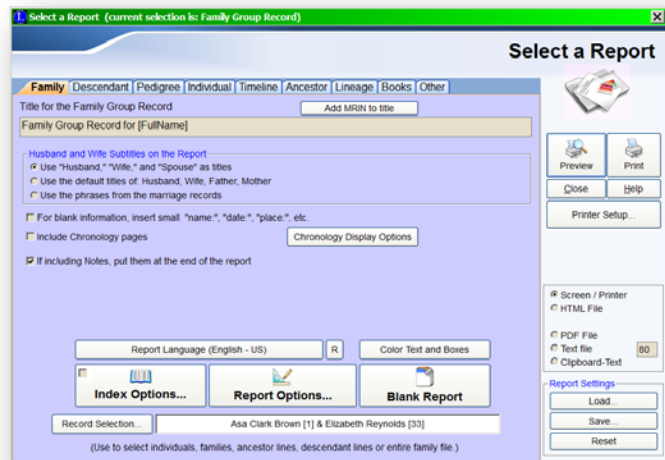 Select a Report (current selection is: Family Group Record)
Select a Report
Family Descendant Pedigree Individual Timeline Ancestor Lineage Books Other
Title for the Family Group Record
Add MRIN to title
Family Group Record for [FullName]
Husband and Wife Subtitles on the Report
Use "Husband," "Wife," and "Spouse" as titles
Use the default titles of: Husband, Wife, Father, Mother
Use the phrases from the marriage records
For blank information, insert small "name:", "date:", "place:", etc.
Include Chronology pages
Chronology Display Options
If including Notes, put them at the end of the report
Report Language (English - US)
R
Color Text and Boxes
Index Options...
Report Options...
Blank Report
Record Selection...
Asa Clark Brown [1] & Elizabeth Reynolds [33]
(Use to select individuals, families, ancestor lines, descendant lines or entire family file.)
Preview
Print
Close
Help
Printer Setup...
Screen / Printer
HTML File
PDF File
Text file
80
Clipboard-Text
Report Settings
Load...
Save...
Reset